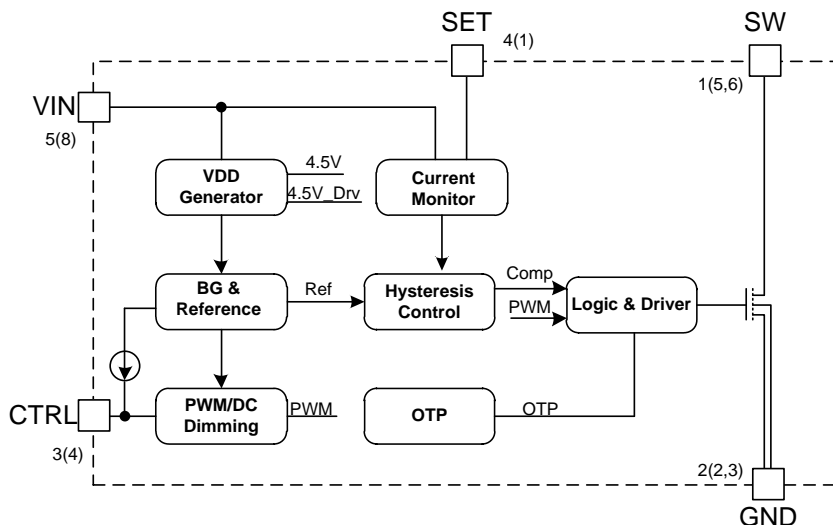 SET
4(1)
SW
1(5,6)
VIN
5(8)
VDD
Generator
4.5V
4.5V_Drv
Current
Monitor
BG &
Reference
Ref
Hysteresis
Control
Comp
PWM
Logic & Driver
CTRL
3(4)
PWM/DC
Dimming
PWM
OTP
OTP
2(2,3)
GND